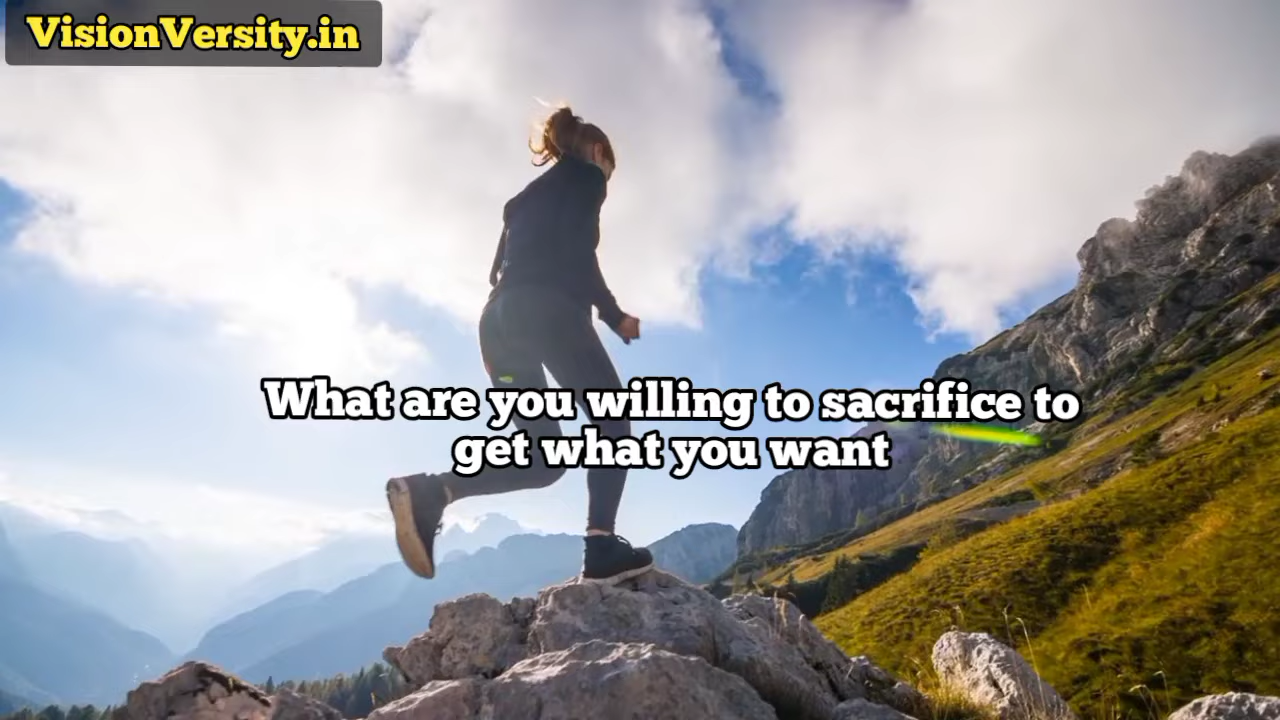 VisionVersity.in
What are you willing to sacrifice to
get what you want